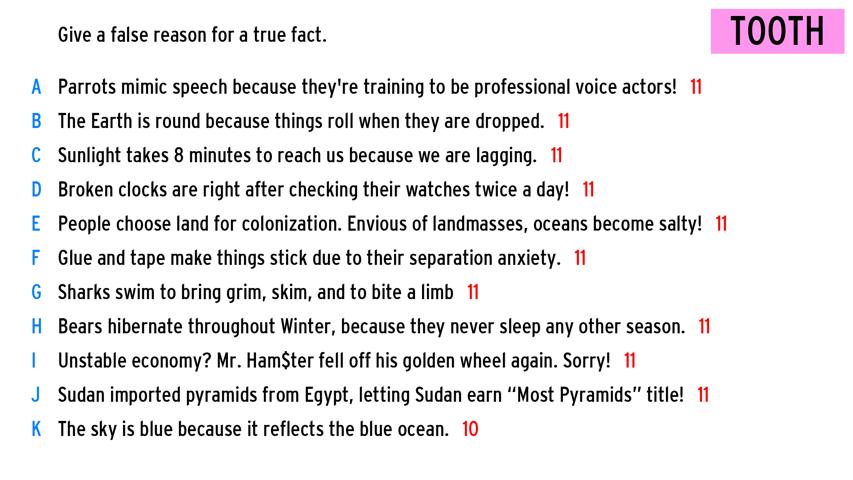 Give a false reason for a true fact.
TOOTH
A Parrots mimic speech because they're training to be professional voice actors! 11
B The Earth is round because things roll when they are dropped. 11
C Sunlight takes 8 minutes to reach us because we are lagging. 11
D Broken clocks are right after checking their watches twice a day! 11
E People choose land for colonization. Envious of landmasses, oceans become salty! 11
F Glue and tape make things stick due to their separation anxiety. 11
G Sharks swim to bring grim, skim, and to bite a limb 11
H Bears hibernate throughout Winter, because they never sleep any other season. 11
I Unstable economy? Mr. Ham$ter fell off his golden wheel again. Sorry! 11
J Sudan imported pyramids from Egypt, letting Sudan earn “Most Pyramids” title! 11
K The sky is blue because it reflects the blue ocean. 10